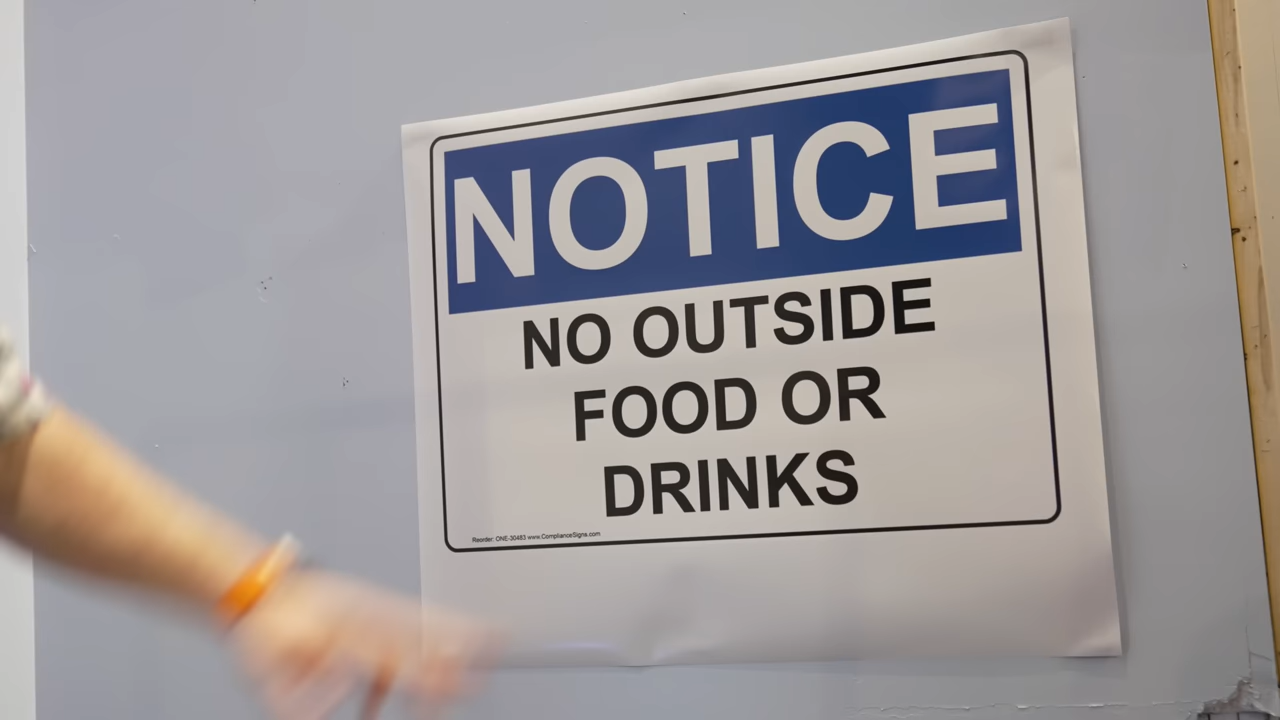 NOTICE
NO OUTSIDE
FOOD OR
DRINKS
Reorder: ONE-30483 www.ComplianceSigns.com